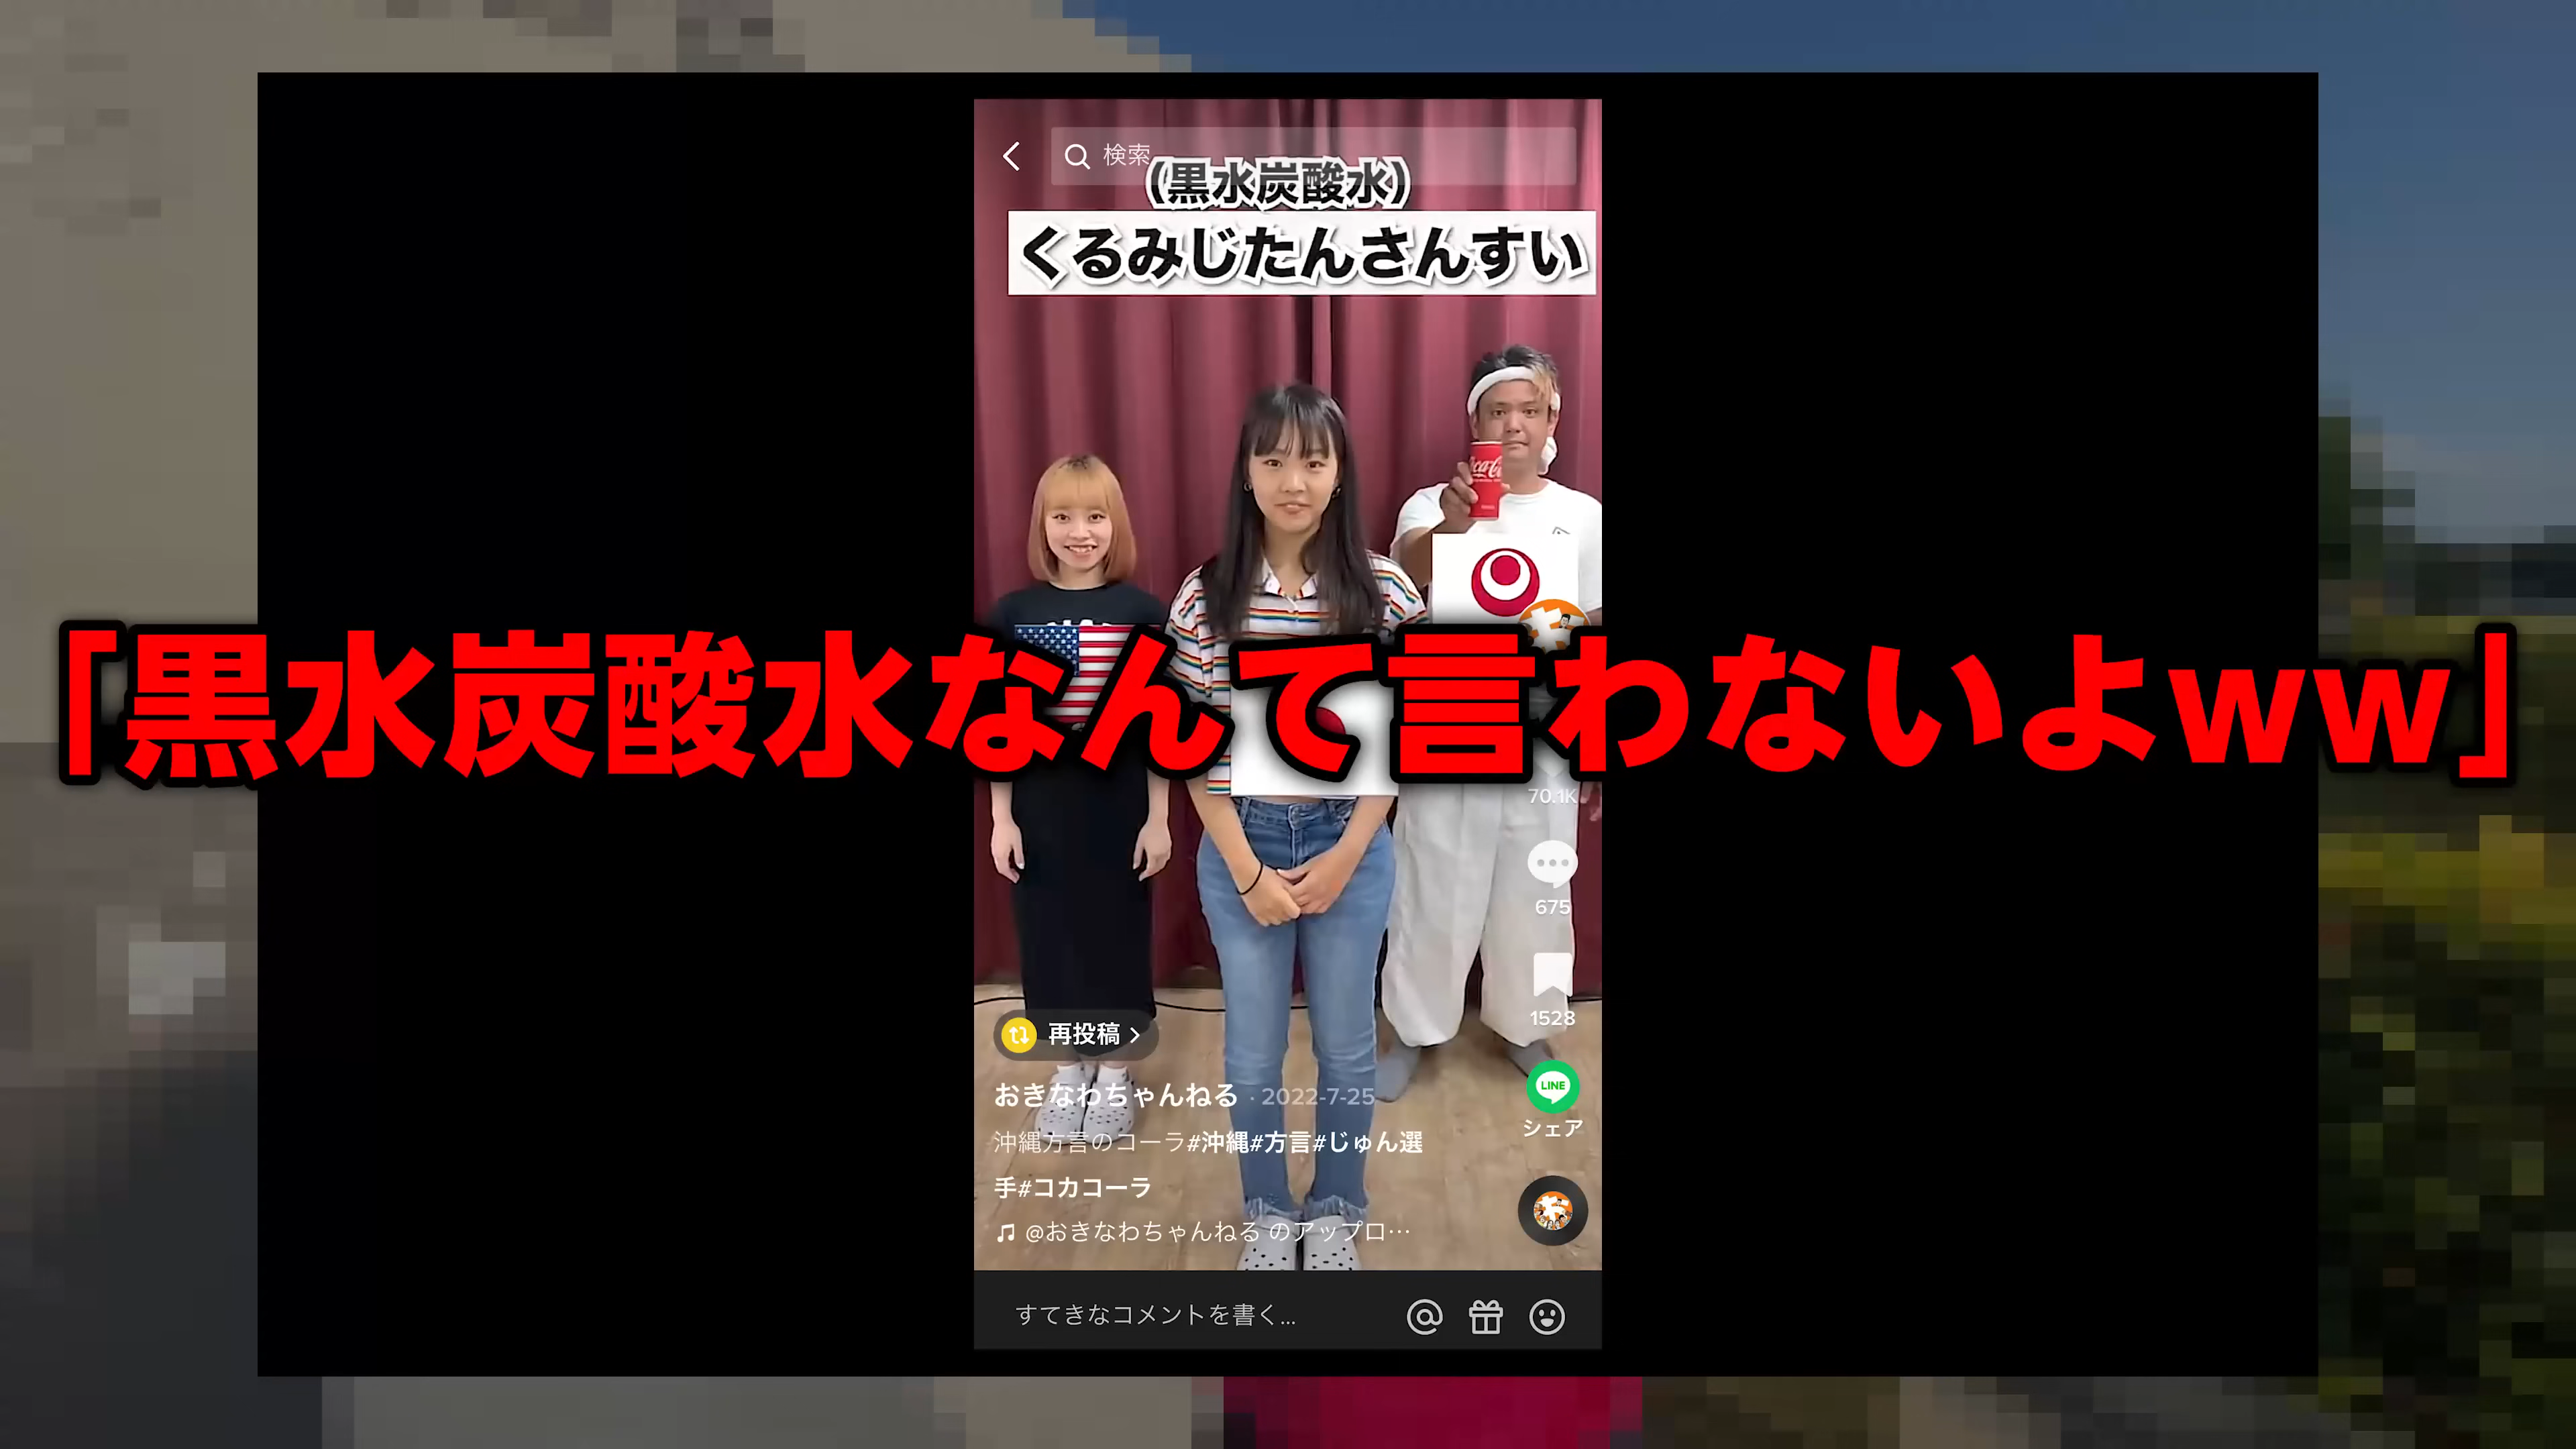 検索
(黒水炭酸水)
くるみじたんさんすい
「黒水炭酸水なんて言わないよww」
70.1K
675
1528
再投稿
おきなわちゃんねる · 2022-7-25
シェア
LINE
沖縄方言のコーラ#沖縄#方言#じゅん選
手#コカコーラ
@おきなわちゃんねる のアップロ…
すてきなコメントを書く...